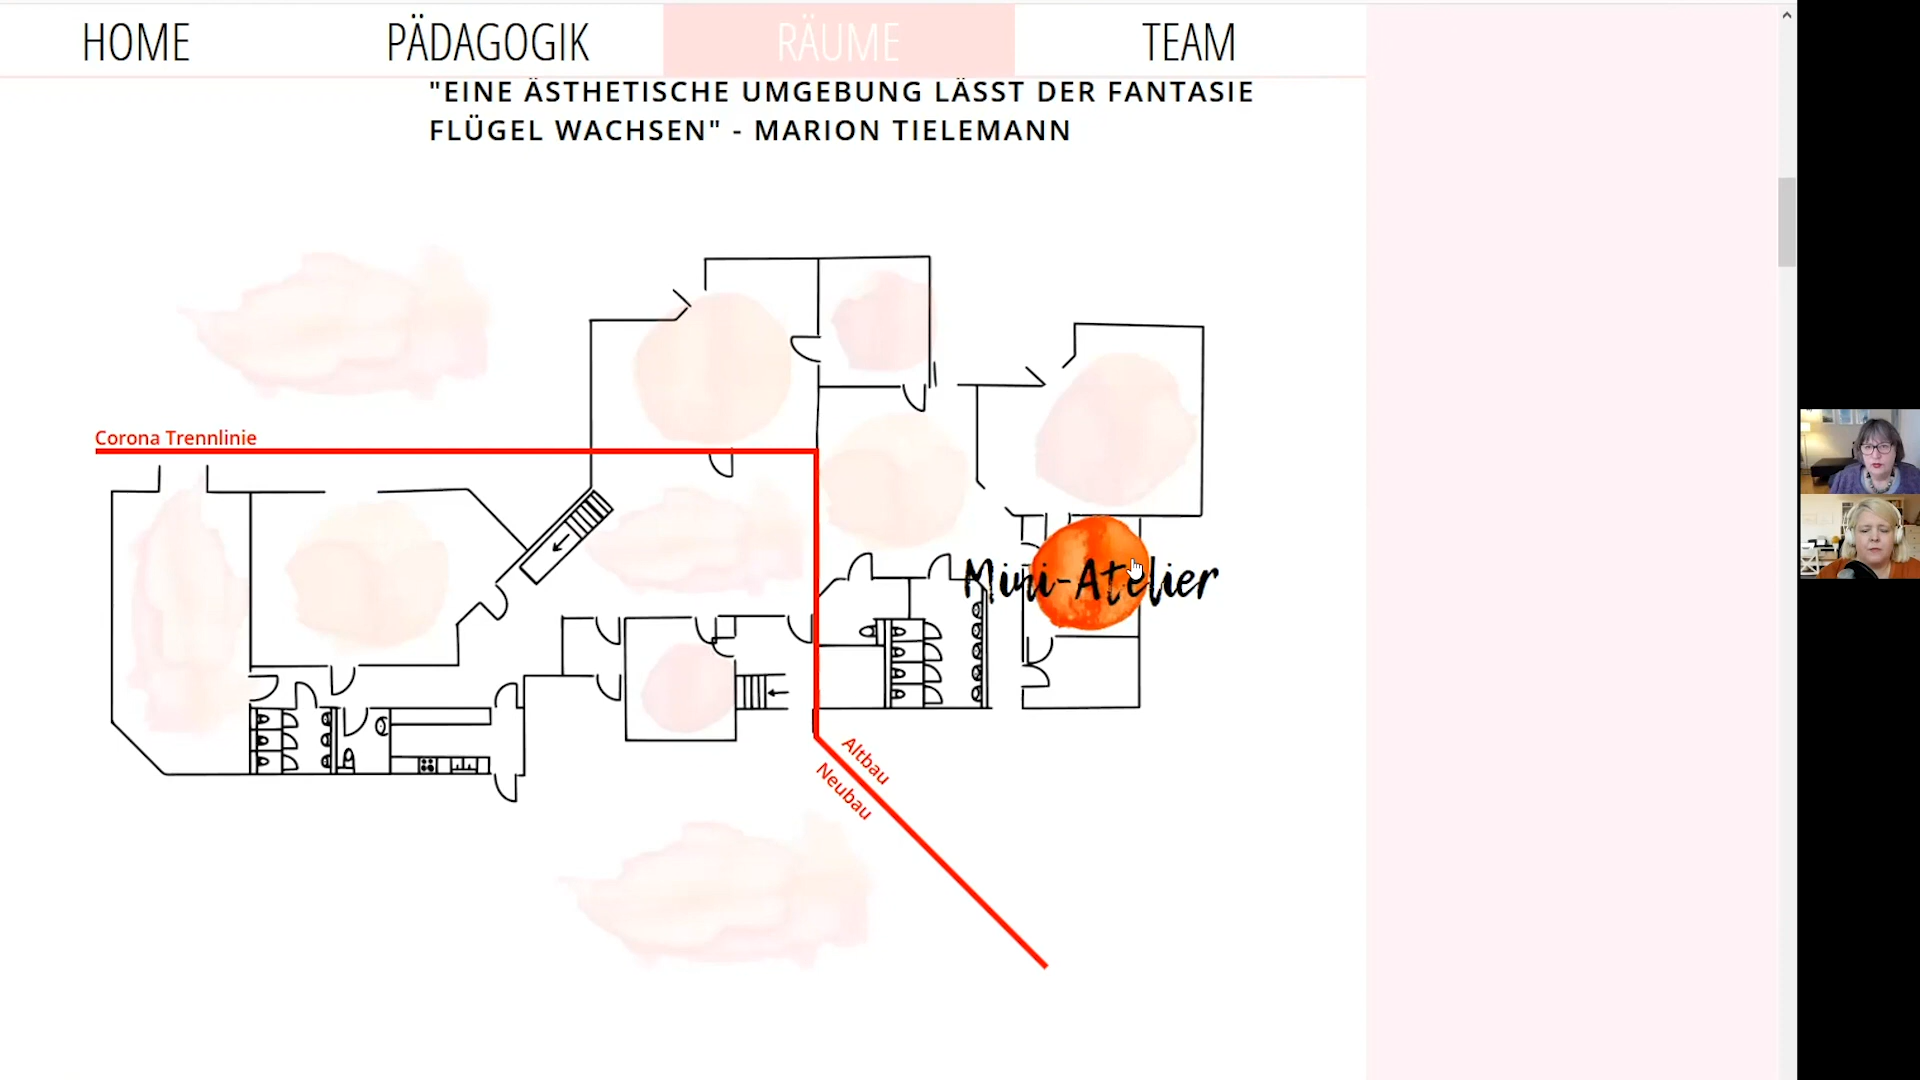 HOME
PÄDAGOGIK
RÄUME
TEAM
"EINE ÄSTHETISCHE UMGEBUNG LÄSST DER FANTASIE
FLÜGEL WACHSEN" - MARION TIELEMANN
Corona Trennlinie
Mini-Atelier
Altbau
Neubau